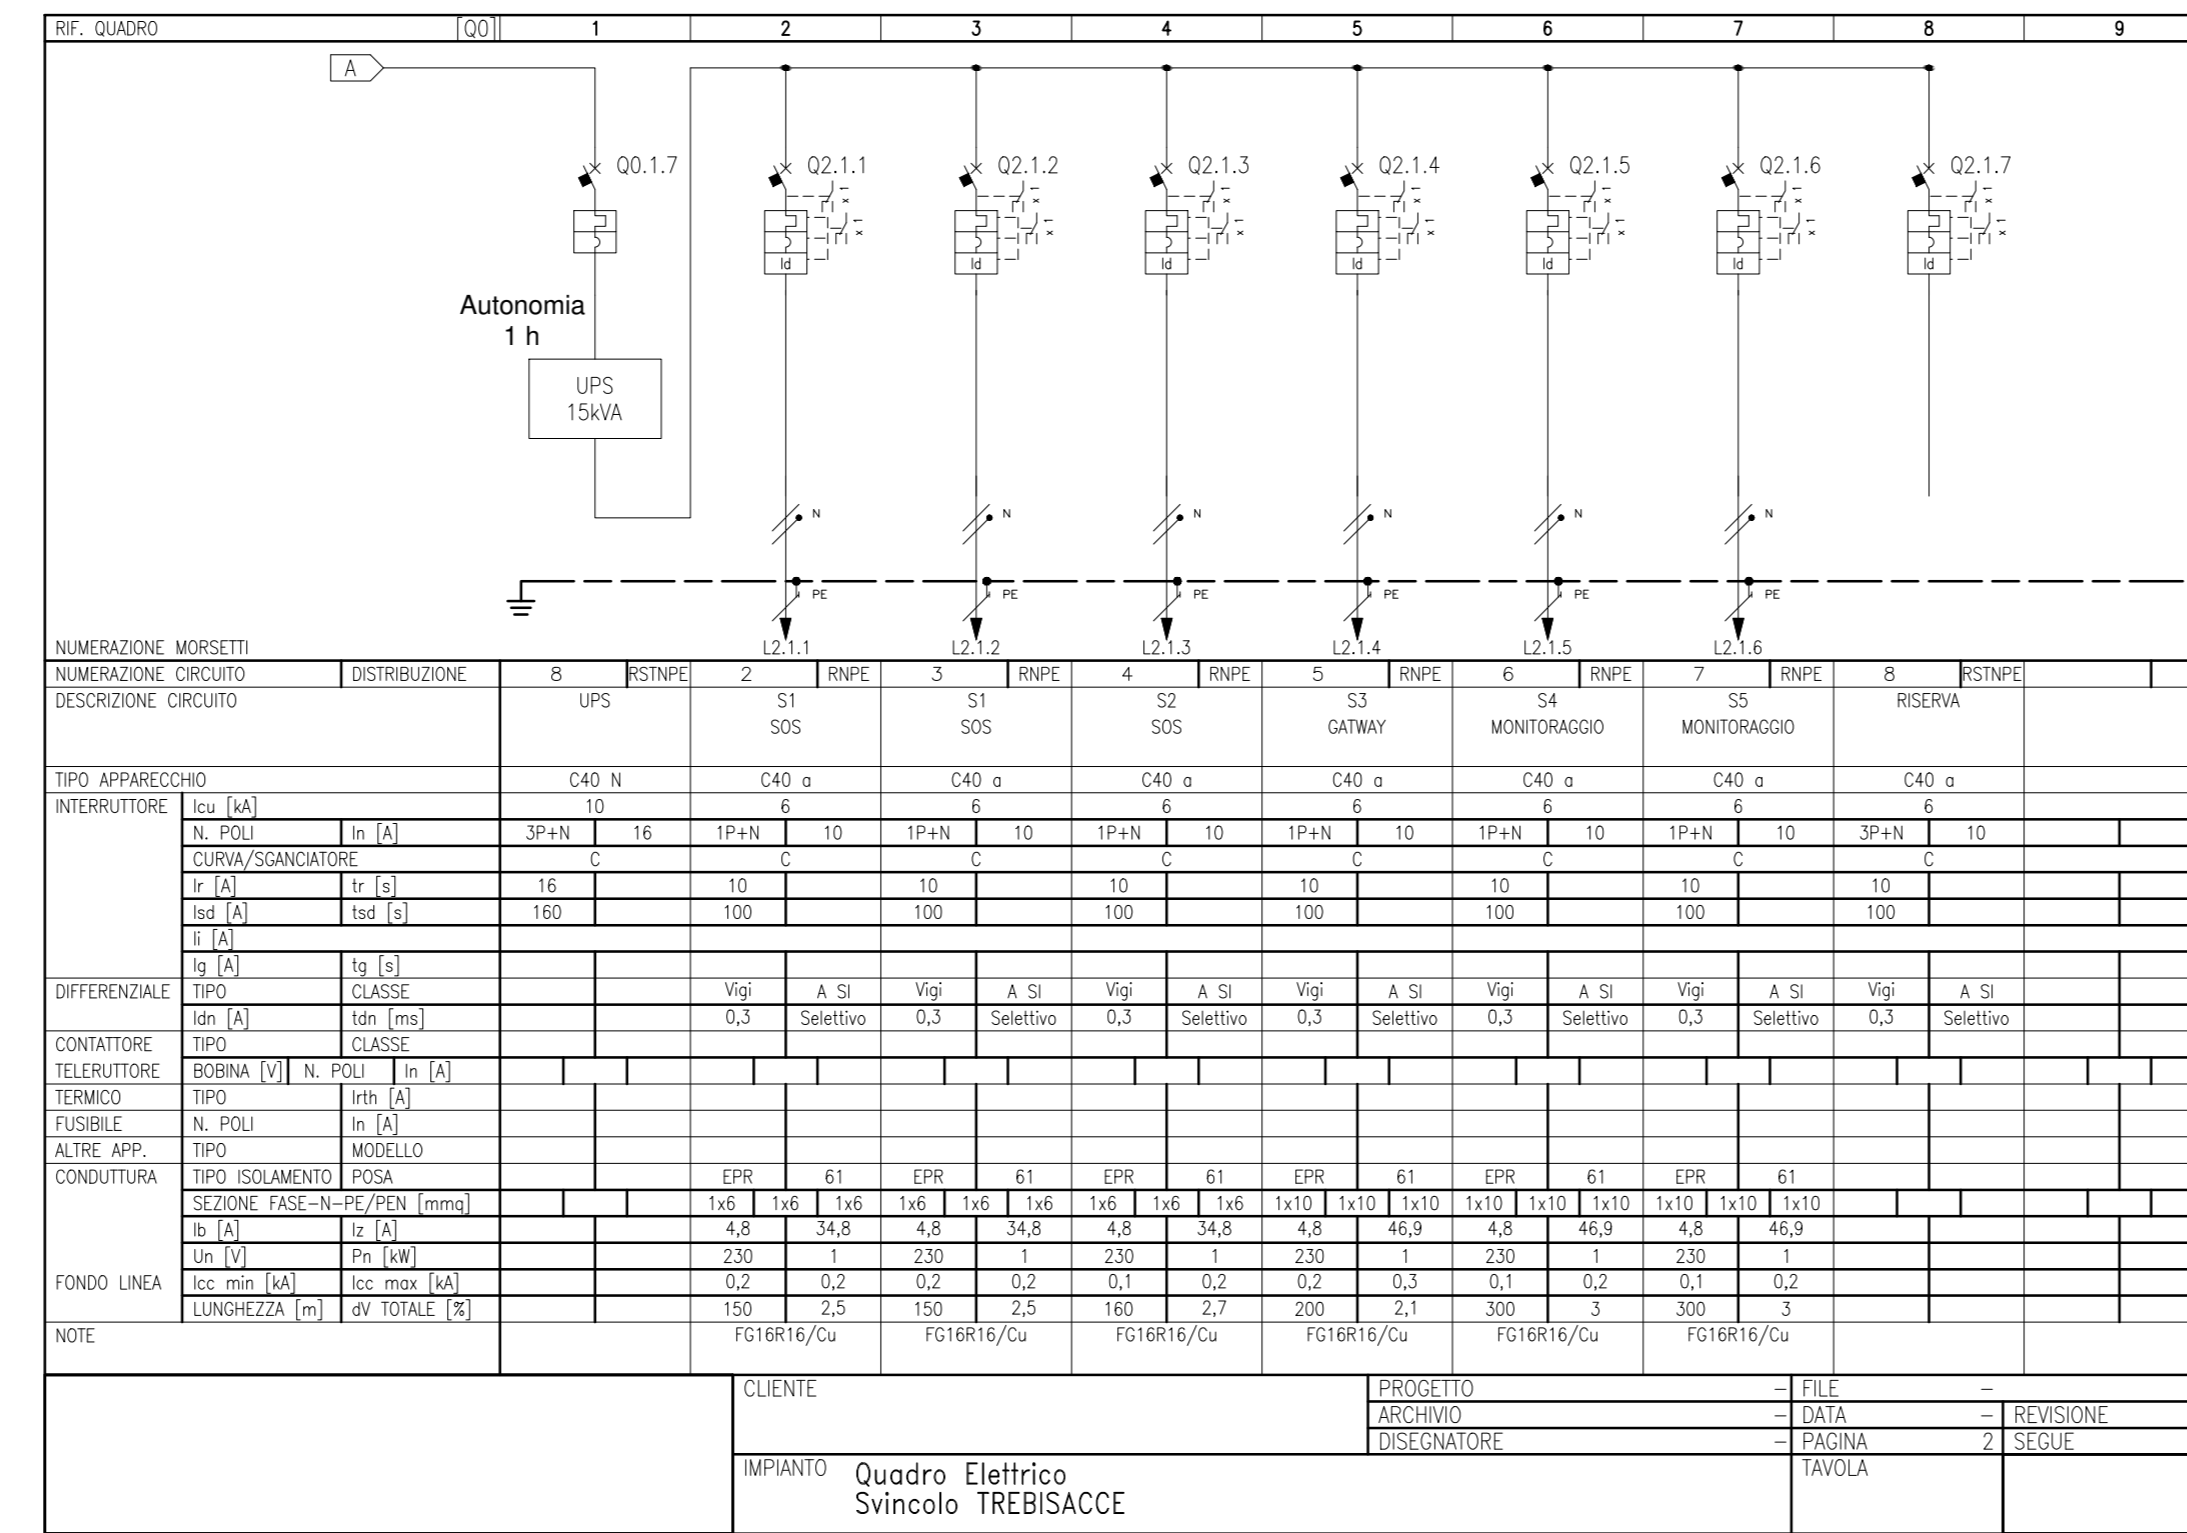 RIF. QUADRO [Q0] 1 2 3 4 5 6 7 8 9
A
Q0.1.7 Q2.1.1 Q2.1.2 Q2.1.3 Q2.1.4 Q2.1.5 Q2.1.6 Q2.1.7
Id Id Id Id Id Id Id
Autonomia
1 h
UPS
15kVA
N N N N N N
PE PE PE PE PE PE
NUMERAZIONE MORSETTI L2.1.1 L2.1.2 L2.1.3 L2.1.4 L2.1.5 L2.1.6
NUMERAZIONE CIRCUITO DISTRIBUZIONE 8 RSTNPE 2 RNPE 3 RNPE 4 RNPE 5 RNPE 6 RNPE 7 RNPE 8 RSTNPE
DESCRIZIONE CIRCUITO UPS S1 S1 S2 S3 S4 S5 RISERVA
SOS SOS SOS GATWAY MONITORAGGIO MONITORAGGIO
TIPO APPARECCHIO C40 N C40 a C40 a C40 a C40 a C40 a C40 a C40 a
INTERRUTTORE Icu [kA] 10 6 6 6 6 6 6 6
N. POLI In [A] 3P+N 16 1P+N 10 1P+N 10 1P+N 10 1P+N 10 1P+N 10 1P+N 10 3P+N 10
CURVA/SGANCIATORE C C C C C C C C
Ir [A] tr [s] 16 10 10 10 10 10 10 10
Isd [A] tsd [s] 160 100 100 100 100 100 100 100
Ii [A]
Ig [A] tg [s]
DIFFERENZIALE TIPO CLASSE Vigi A SI Vigi A SI Vigi A SI Vigi A SI Vigi A SI Vigi A SI Vigi A SI
Idn [A] tdn [ms] 0,3 Selettivo 0,3 Selettivo 0,3 Selettivo 0,3 Selettivo 0,3 Selettivo 0,3 Selettivo 0,3 Selettivo
CONTATTORE TIPO CLASSE
TELERUTTORE BOBINA [V] N. POLI In [A]
TERMICO TIPO Irth [A]
FUSIBILE N. POLI In [A]
ALTRE APP. TIPO MODELLO
CONDUTTURA TIPO ISOLAMENTO POSA EPR 61 EPR 61 EPR 61 EPR 61 EPR 61 EPR 61
SEZIONE FASE-N-PE/PEN [mmq] 1x6 1x6 1x6 1x6 1x6 1x6 1x6 1x6 1x6 1x10 1x10 1x10 1x10 1x10 1x10 1x10 1x10 1x10
Ib [A] Iz [A] 4,8 34,8 4,8 34,8 4,8 34,8 4,8 46,9 4,8 46,9 4,8 46,9
Un [V] Pn [kW] 230 1 230 1 230 1 230 1 230 1 230 1
FONDO LINEA Icc min [kA] Icc max [kA] 0,2 0,2 0,2 0,2 0,1 0,2 0,2 0,3 0,1 0,2 0,1 0,2
LUNGHEZZA [m] dV TOTALE [%] 150 2,5 150 2,5 160 2,7 200 2,1 300 3 300 3
NOTE FG16R16/Cu FG16R16/Cu FG16R16/Cu FG16R16/Cu FG16R16/Cu FG16R16/Cu
CLIENTE PROGETTO - FILE -
ARCHIVIO - DATA - REVISIONE
DISEGNATORE - PAGINA 2 SEGUE
IMPIANTO Quadro Elettrico TAVOLA
Svincolo TREBISACCE